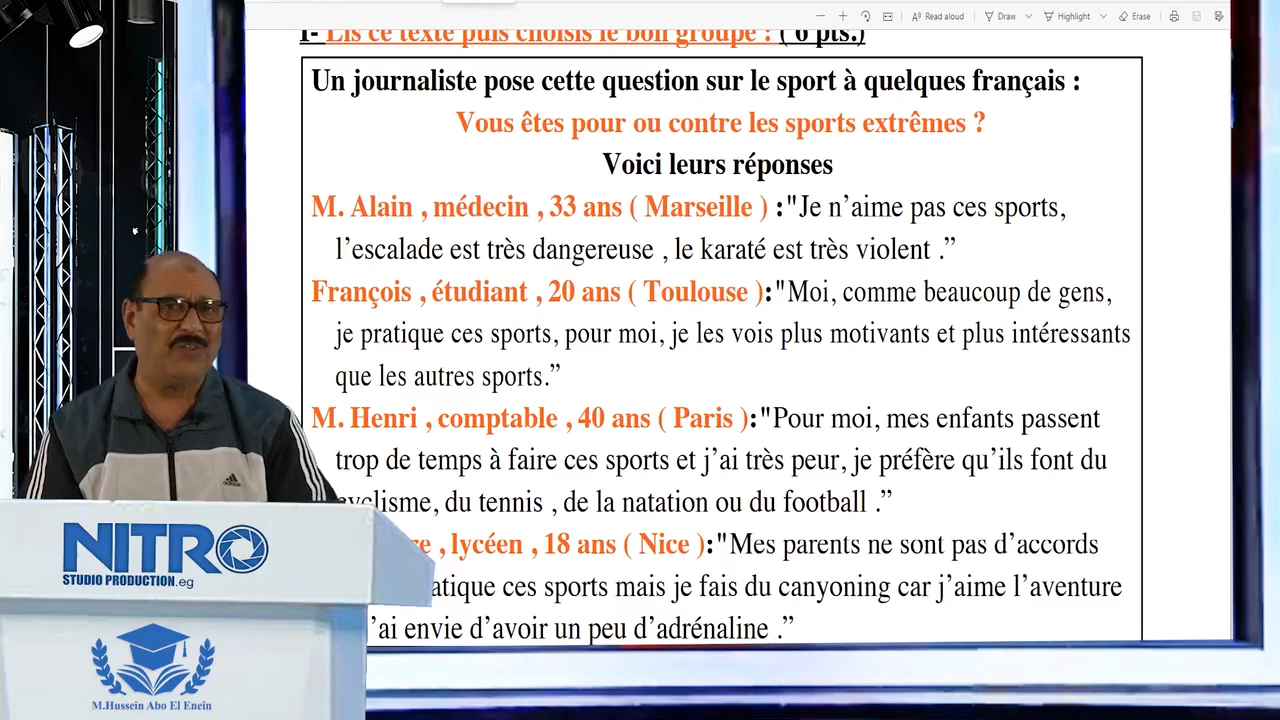 Read aloud
Draw
Highlight
Erase
I- Lis ce texte puis choisis le bon groupe : ( 6 pts.)
Un journaliste pose cette question sur le sport à quelques français :
Vous êtes pour ou contre les sports extrêmes ?
Voici leurs réponses
M. Alain , médecin , 33 ans ( Marseille ) :"Je n’aime pas ces sports,
l’escalade est très dangereuse , le karaté est très violent .”
François , étudiant , 20 ans ( Toulouse ):"Moi, comme beaucoup de gens,
je pratique ces sports, pour moi, je les vois plus motivants et plus intéressants
que les autres sports.”
M. Henri , comptable , 40 ans ( Paris ):"Pour moi, mes enfants passent
trop de temps à faire ces sports et j’ai très peur, je préfère qu’ils font du
cyclisme, du tennis , de la natation ou du football .”
, lycéen , 18 ans ( Nice ):"Mes parents ne sont pas d’accords
ces sports mais je fais du canyoning car j’aime l’aventure
j’ai envie d’avoir un peu d’adrénaline .”
adidas
NITRO
STUDIO PRODUCTION.eg
M.Hussein Abo El Enein